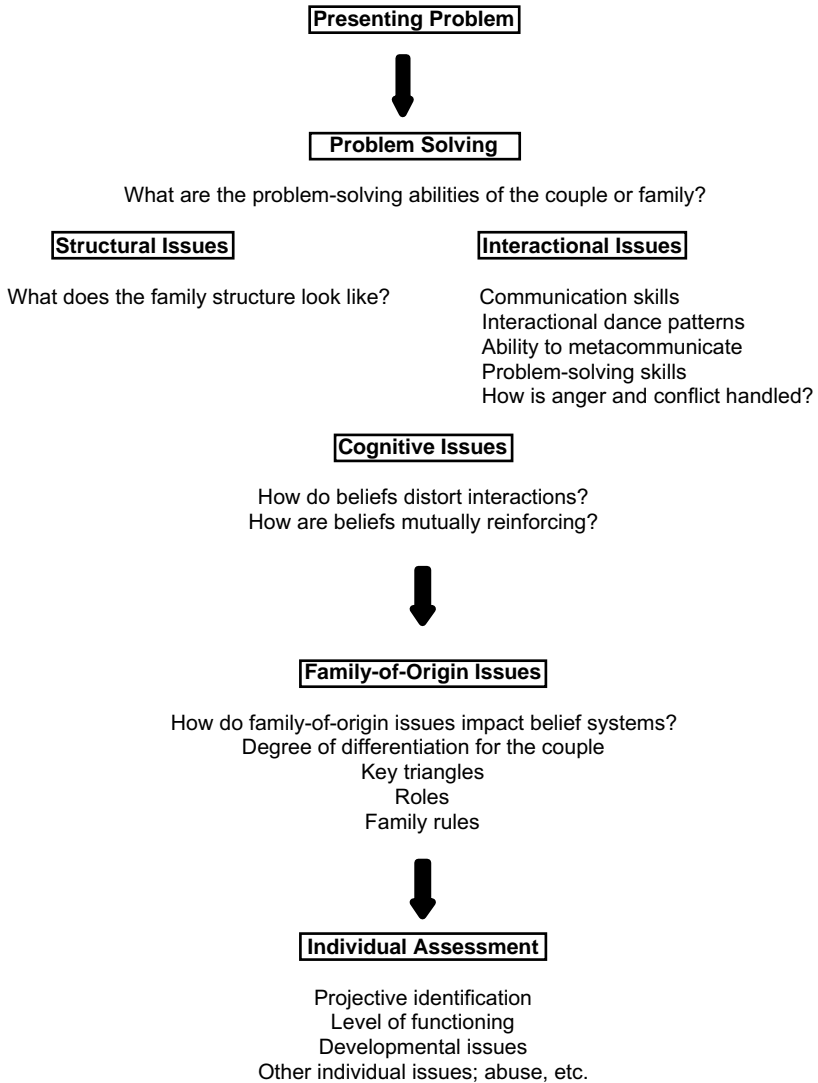 Presenting Problem
Problem Solving
What are the problem-solving abilities of the couple or family?
Structural Issues
What does the family structure look like?
Interactional Issues
Communication skills
Interactional dance patterns
Ability to metacommunicate
Problem-solving skills
How is anger and conflict handled?
Cognitive Issues
How do beliefs distort interactions?
How are beliefs mutually reinforcing?
Family-of-Origin Issues
How do family-of-origin issues impact belief systems?
Degree of differentiation for the couple
Key triangles
Roles
Family rules
Individual Assessment
Projective identification
Level of functioning
Developmental issues
Other individual issues; abuse, etc.